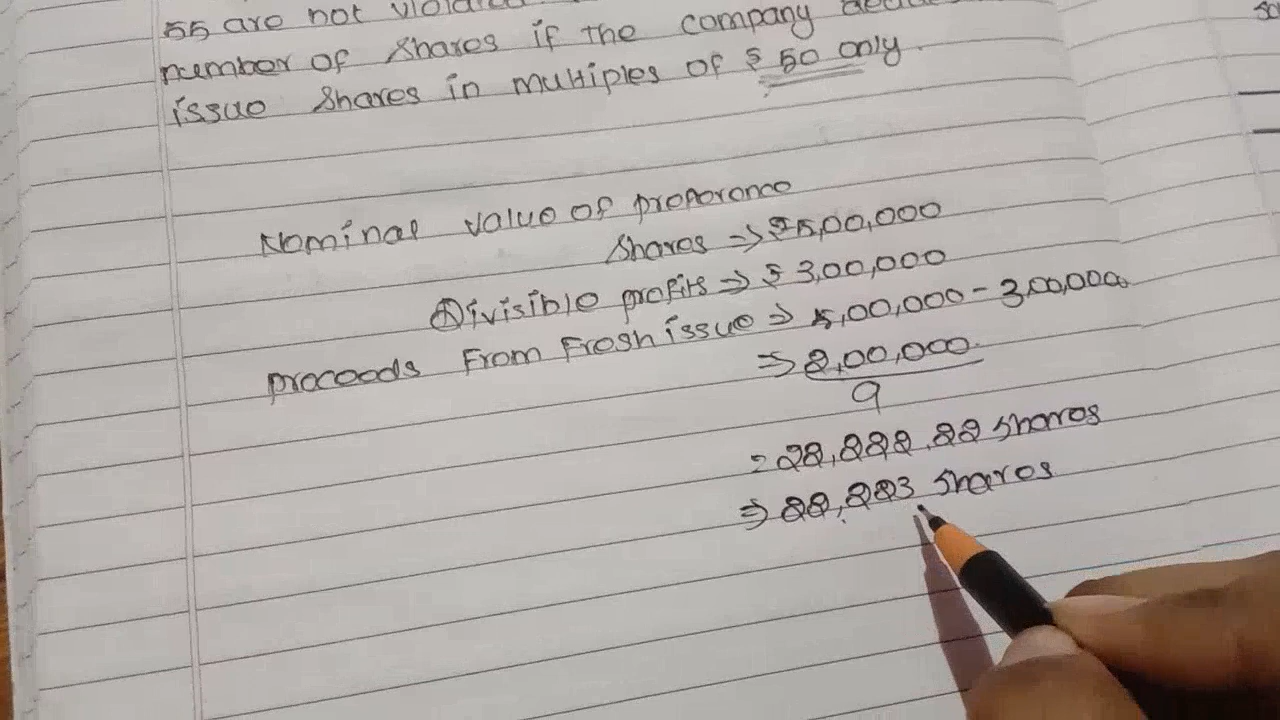 55 are not
number of shares if the company
issue shares in multiples of ₹ 50 only.
Nominal value of preference
shares ⇒ ₹5,00,000
Divisible profits ⇒ ₹ 3,00,000
proceeds From Fresh issue ⇒ 5,00,000 - 3,00,000
⇒ 2,00,000
9
= 22,222.22 shares
⇒ 22,223 shares